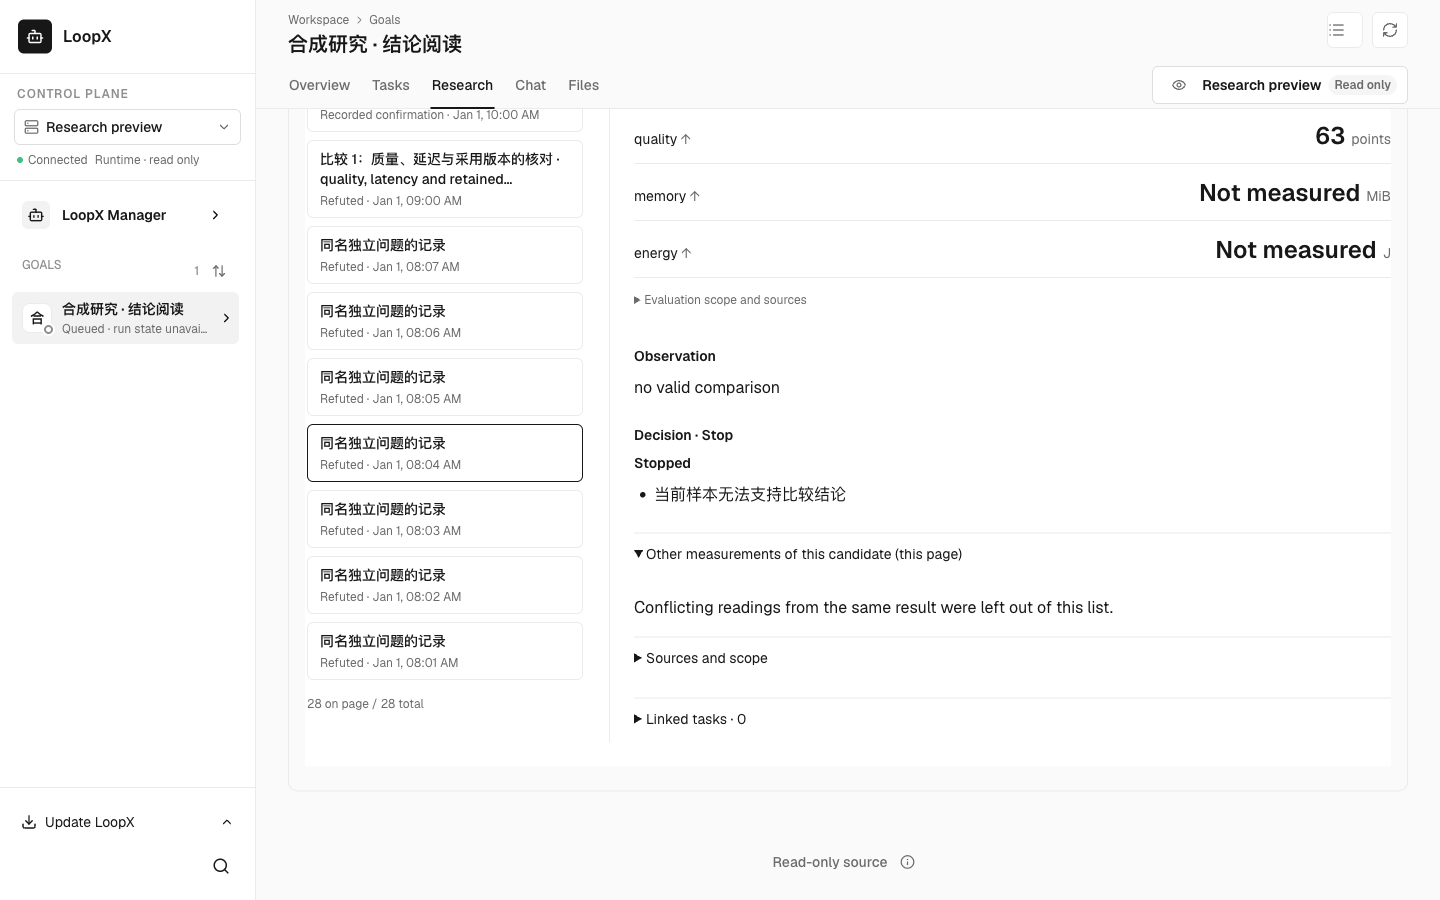 LoopX
CONTROL PLANE
Research preview
Connected Runtime · read only
LoopX Manager
GOALS
1
合
合成研究 · 结论阅读
Queued · run state unavai...
Update LoopX
Workspace > Goals
合成研究 · 结论阅读
Overview Tasks Research Chat Files
Research preview Read only
Recorded confirmation · Jan 1, 10:00 AM
比较 1：质量、延迟与采用版本的核对 ·
quality, latency and retained...
Refuted · Jan 1, 09:00 AM
同名独立问题的记录
Refuted · Jan 1, 08:07 AM
同名独立问题的记录
Refuted · Jan 1, 08:06 AM
同名独立问题的记录
Refuted · Jan 1, 08:05 AM
同名独立问题的记录
Refuted · Jan 1, 08:04 AM
同名独立问题的记录
Refuted · Jan 1, 08:03 AM
同名独立问题的记录
Refuted · Jan 1, 08:02 AM
同名独立问题的记录
Refuted · Jan 1, 08:01 AM
28 on page / 28 total
quality ↑ 63 points
memory ↑ Not measured MiB
energy ↑ Not measured J
Evaluation scope and sources
Observation
no valid comparison
Decision · Stop
Stopped
• 当前样本无法支持比较结论
Other measurements of this candidate (this page)
Conflicting readings from the same result were left out of this list.
Sources and scope
Linked tasks · 0
Read-only source